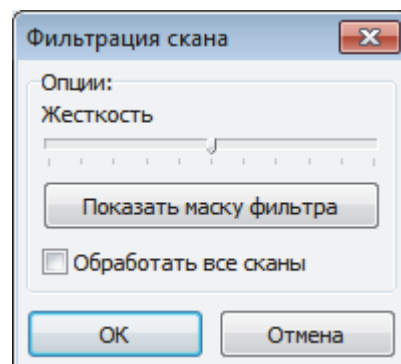 Фильтрация скана
Опции:
Жесткость
Показать маску фильтра
Обработать все сканы
OK
Отмена